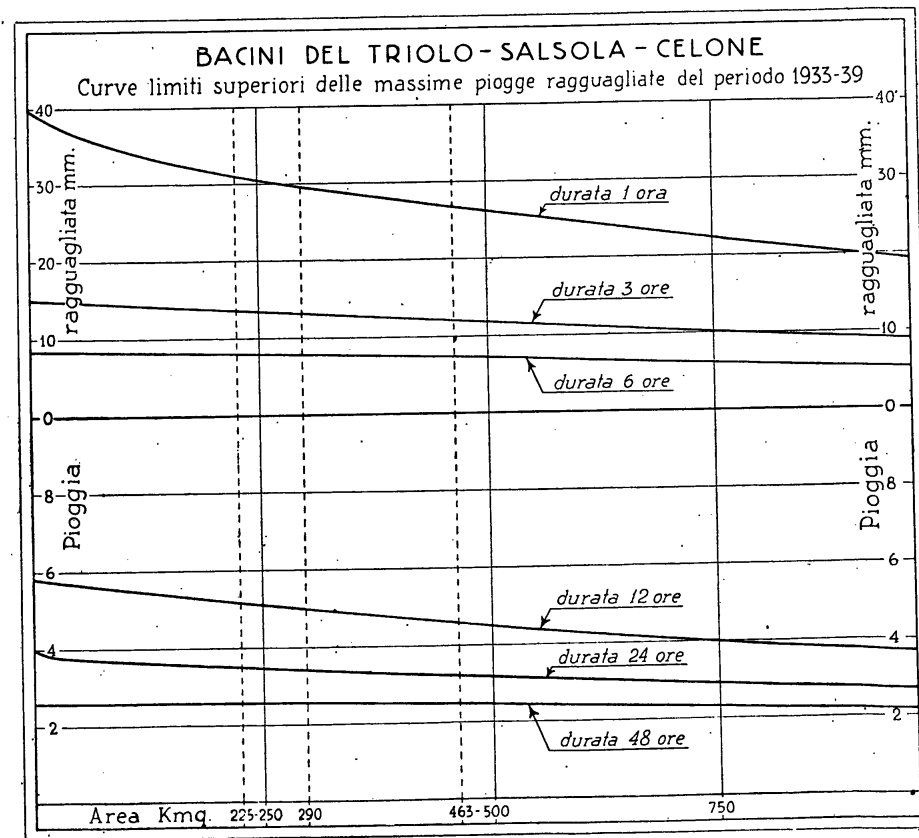 BACINI DEL TRIOLO-SALSOLA-CELONE
Curve limiti superiori delle massime piogge ragguagliate del periodo 1933-39
40
30
20
10
0
8
6
4
2
Pioggia ragguagliata mm.
durata 1 ora
durata 3 ore
durata 6 ore
durata 12 ore
durata 24 ore
durata 48 ore
40
30
20
10
0
8
6
4
2
Pioggia ragguagliata mm.
Area Kmq. 225-250 290 463-500 750